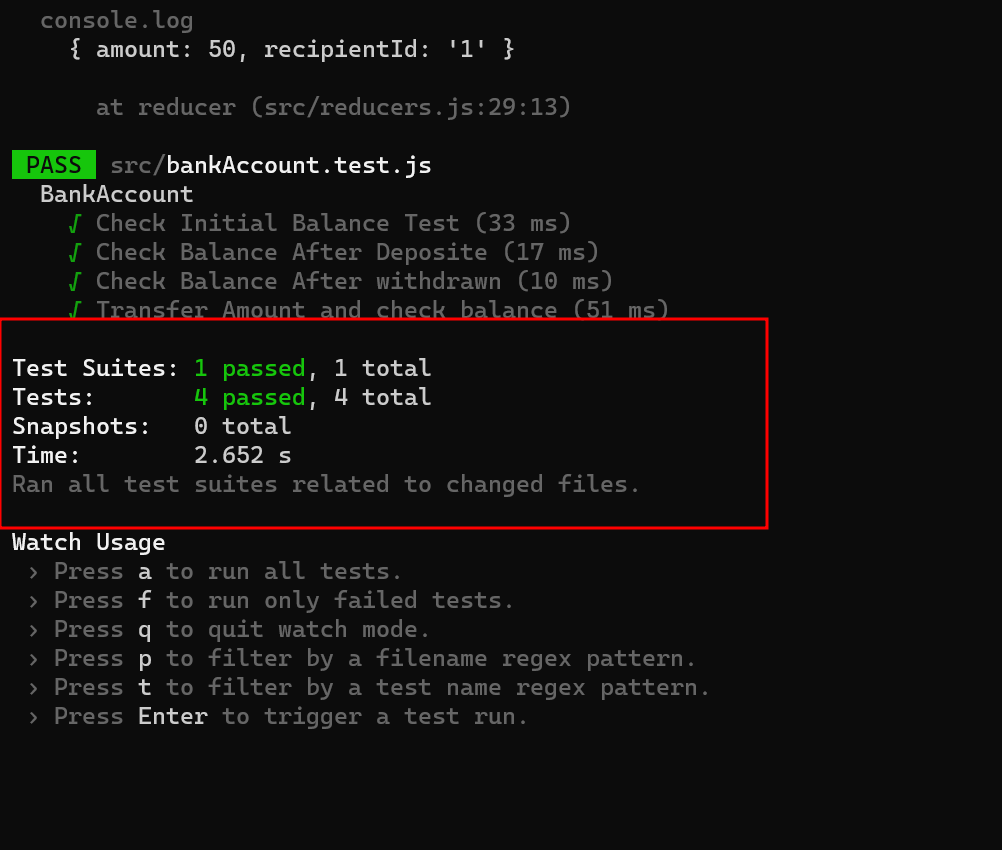 console.log
{ amount: 50, recipientId: '1' }
at reducer (src/reducers.js:29:13)
PASS src/bankAccount.test.js
BankAccount
√ Check Initial Balance Test (33 ms)
√ Check Balance After Deposite (17 ms)
√ Check Balance After withdrawn (10 ms)
√ Transfer Amount and check balance (51 ms)
Test Suites: 1 passed, 1 total
Tests: 4 passed, 4 total
Snapshots: 0 total
Time: 2.652 s
Ran all test suites related to changed files.
Watch Usage
› Press a to run all tests.
› Press f to run only failed tests.
› Press q to quit watch mode.
› Press p to filter by a filename regex pattern.
› Press t to filter by a test name regex pattern.
› Press Enter to trigger a test run.